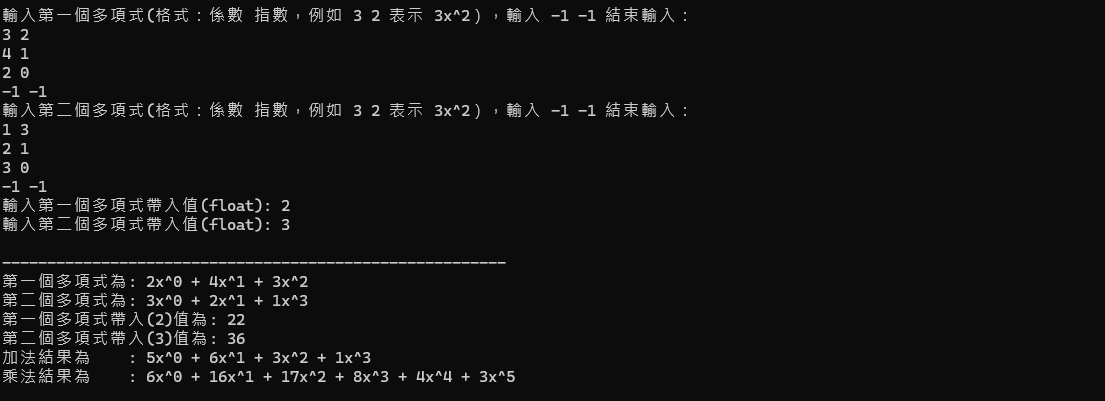 輸入第一個多項式(格式：係數 指數，例如 3 2 表示 3x^2)，輸入 -1 -1 結束輸入：
3 2
4 1
2 0
-1 -1
輸入第二個多項式(格式：係數 指數，例如 3 2 表示 3x^2)，輸入 -1 -1 結束輸入：
1 3
2 1
3 0
-1 -1
輸入第一個多項式帶入值(float): 2
輸入第二個多項式帶入值(float): 3
--------------------------------------------------------
第一個多項式為: 2x^0 + 4x^1 + 3x^2
第二個多項式為: 3x^0 + 2x^1 + 1x^3
第一個多項式帶入(2)值為: 22
第二個多項式帶入(3)值為: 36
加法結果為    : 5x^0 + 6x^1 + 3x^2 + 1x^3
乘法結果為    : 6x^0 + 16x^1 + 17x^2 + 8x^3 + 4x^4 + 3x^5